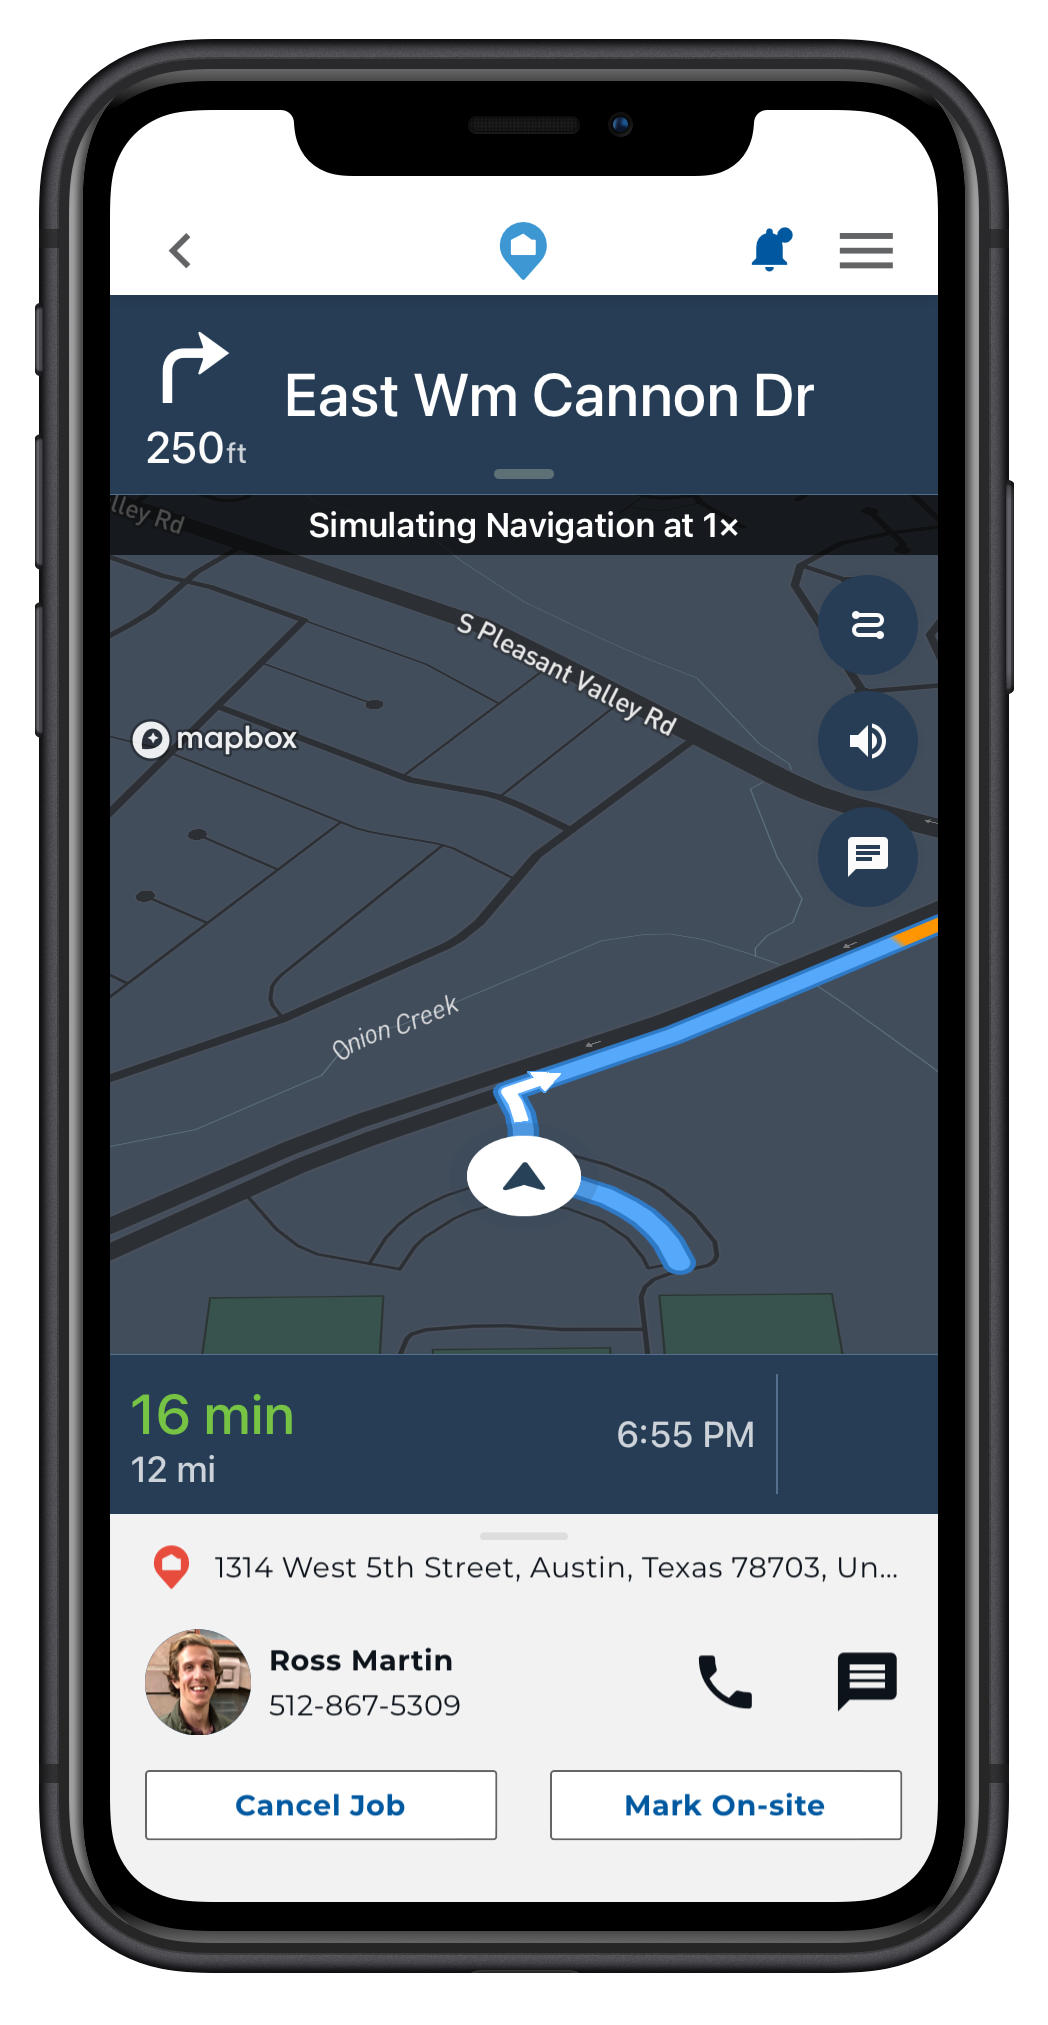 East Wm Cannon Dr
250 ft
lley Rd
Simulating Navigation at 1×
S Pleasant Valley Rd
mapbox
Onion Creek
16 min
6:55 PM
12 mi
1314 West 5th Street, Austin, Texas 78703, Un...
Ross Martin
512-867-5309
Cancel Job
Mark On-site